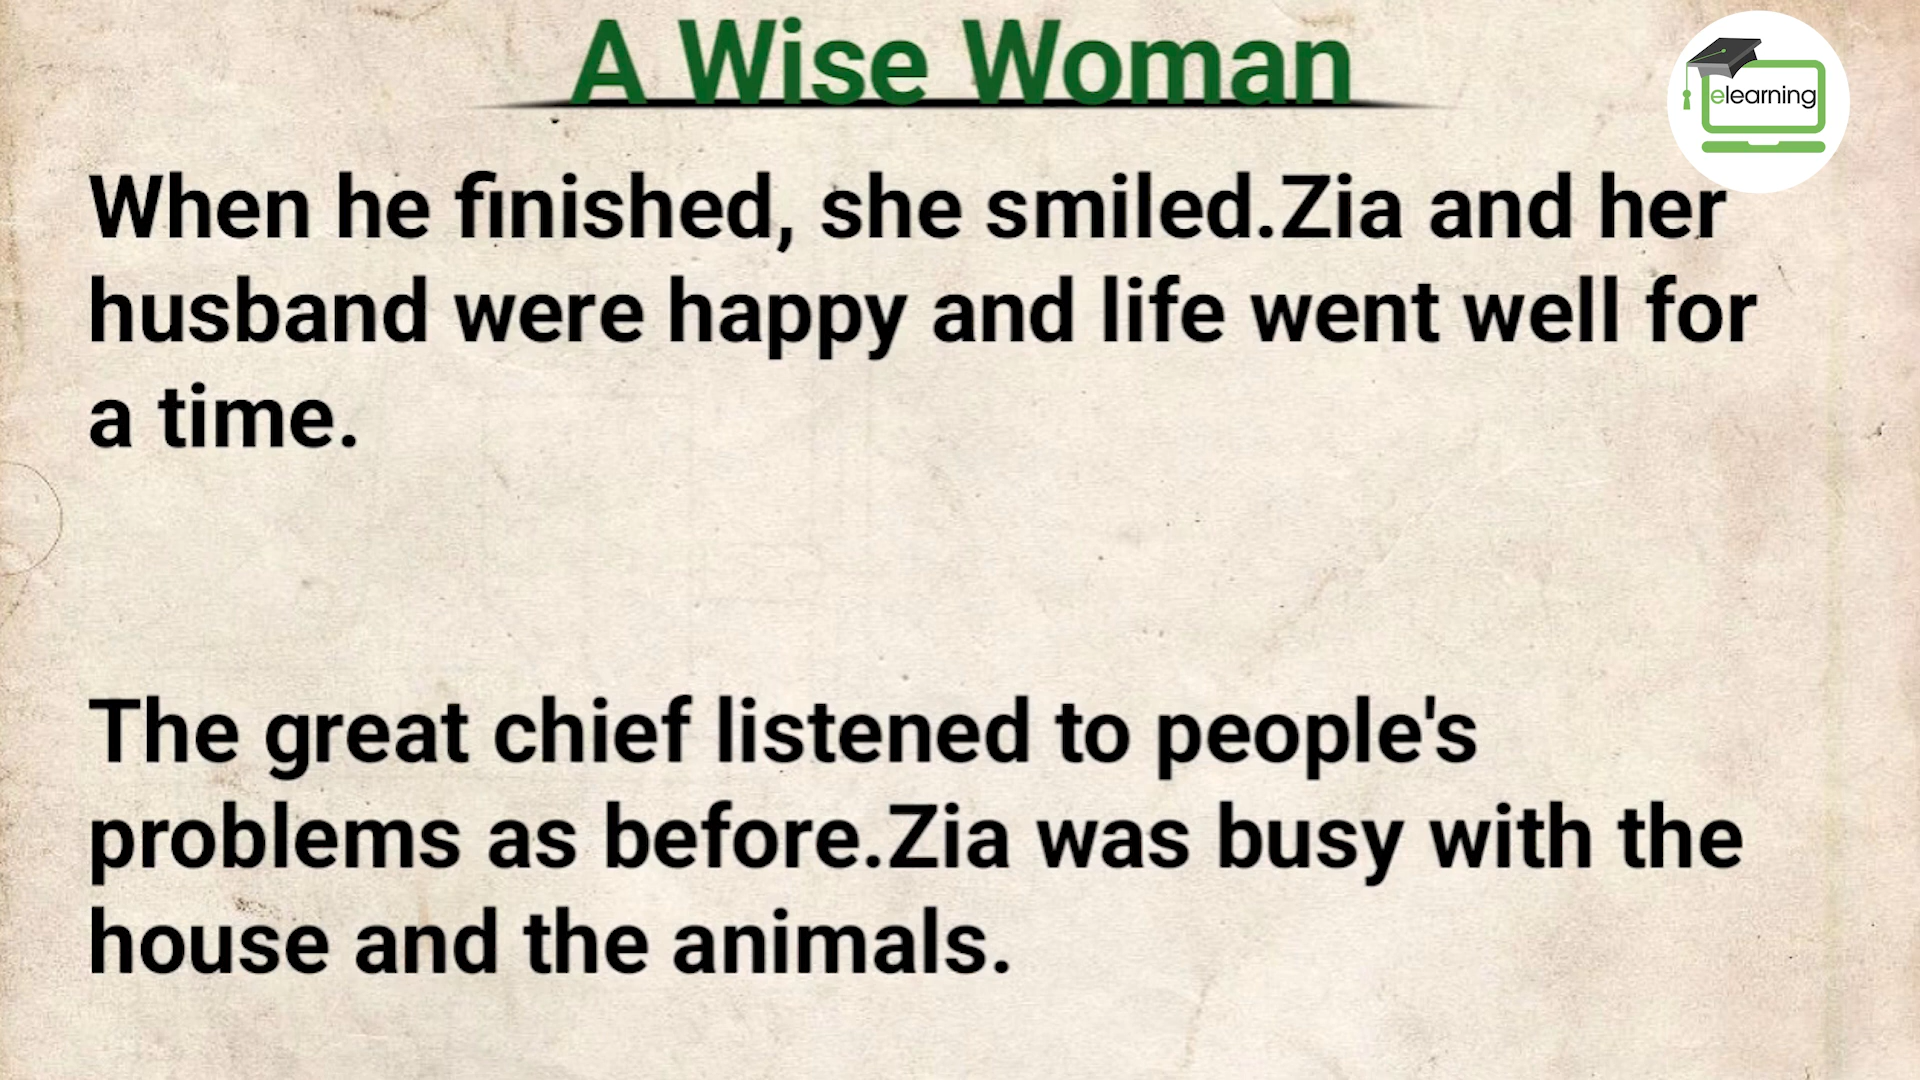 A Wise Woman
elearning
When he finished, she smiled.Zia and her
husband were happy and life went well for
a time.
The great chief listened to people's
problems as before.Zia was busy with the
house and the animals.